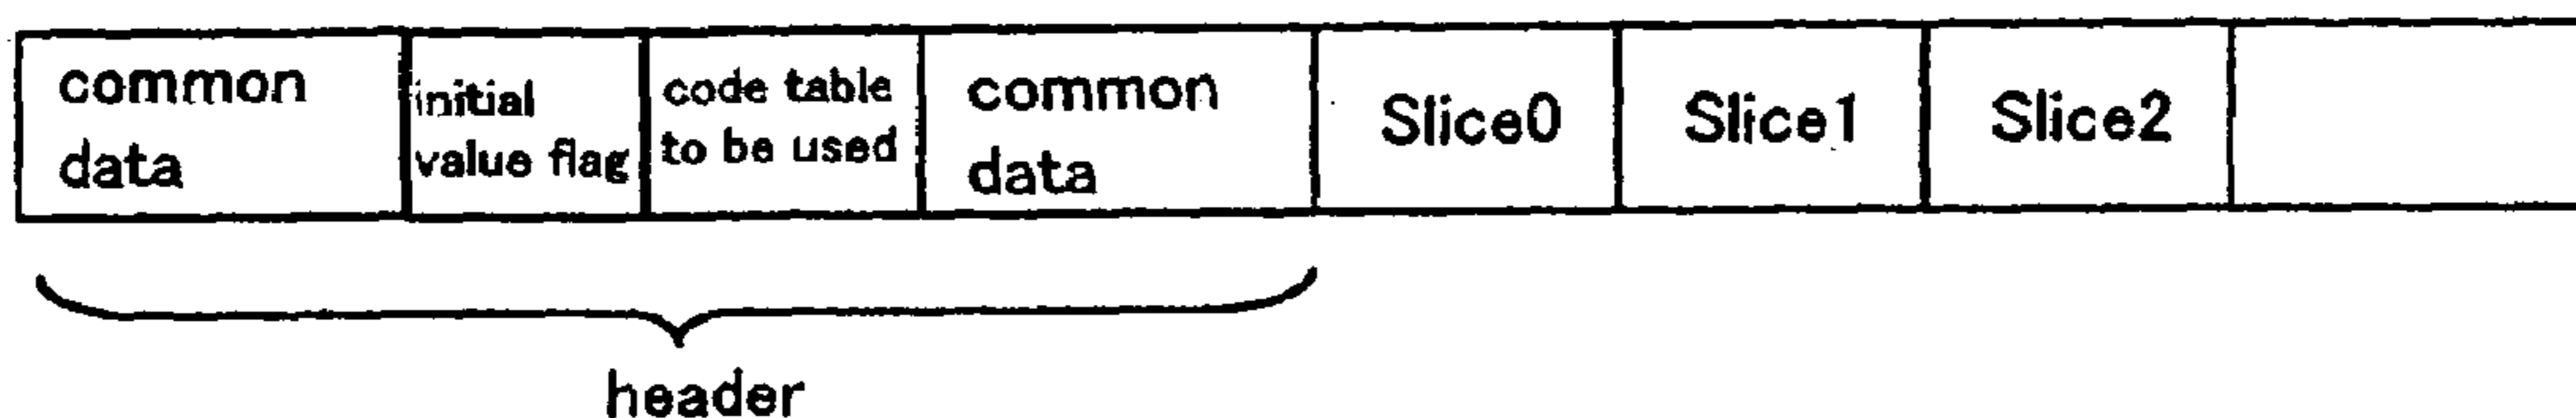 common
data
initial
value flag
code table
to be used
common
data
Slice0
Slice1
Slice2
header